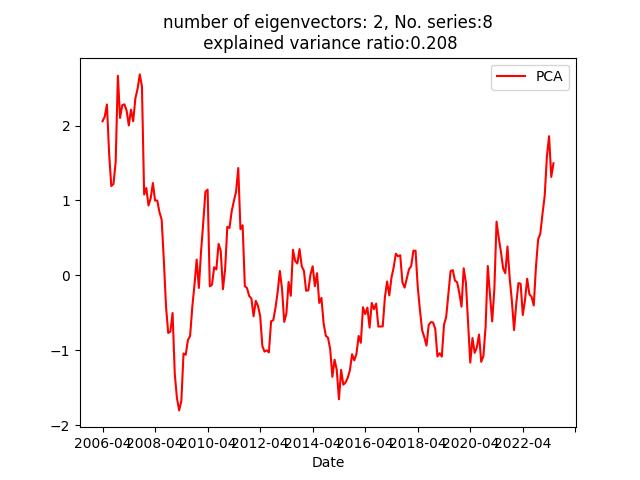 number of eigenvectors: 2, No. series:8
explained variance ratio:0.208
PCA
2
1
0
−1
−2
2006-04 2008-04 2010-04 2012-04 2014-04 2016-04 2018-04 2020-04 2022-04
Date